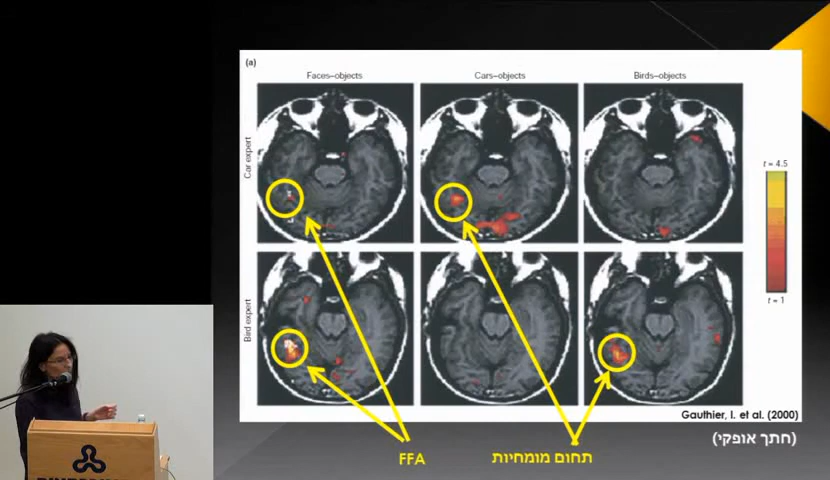 (a)
Faces–objects
Cars–objects
Birds–objects
Car expert
t = 4.5
t = 1
Bird expert
Gauthier, I. et al. (2000)
(חתך אופקי)
FFA
תחום מומחיות